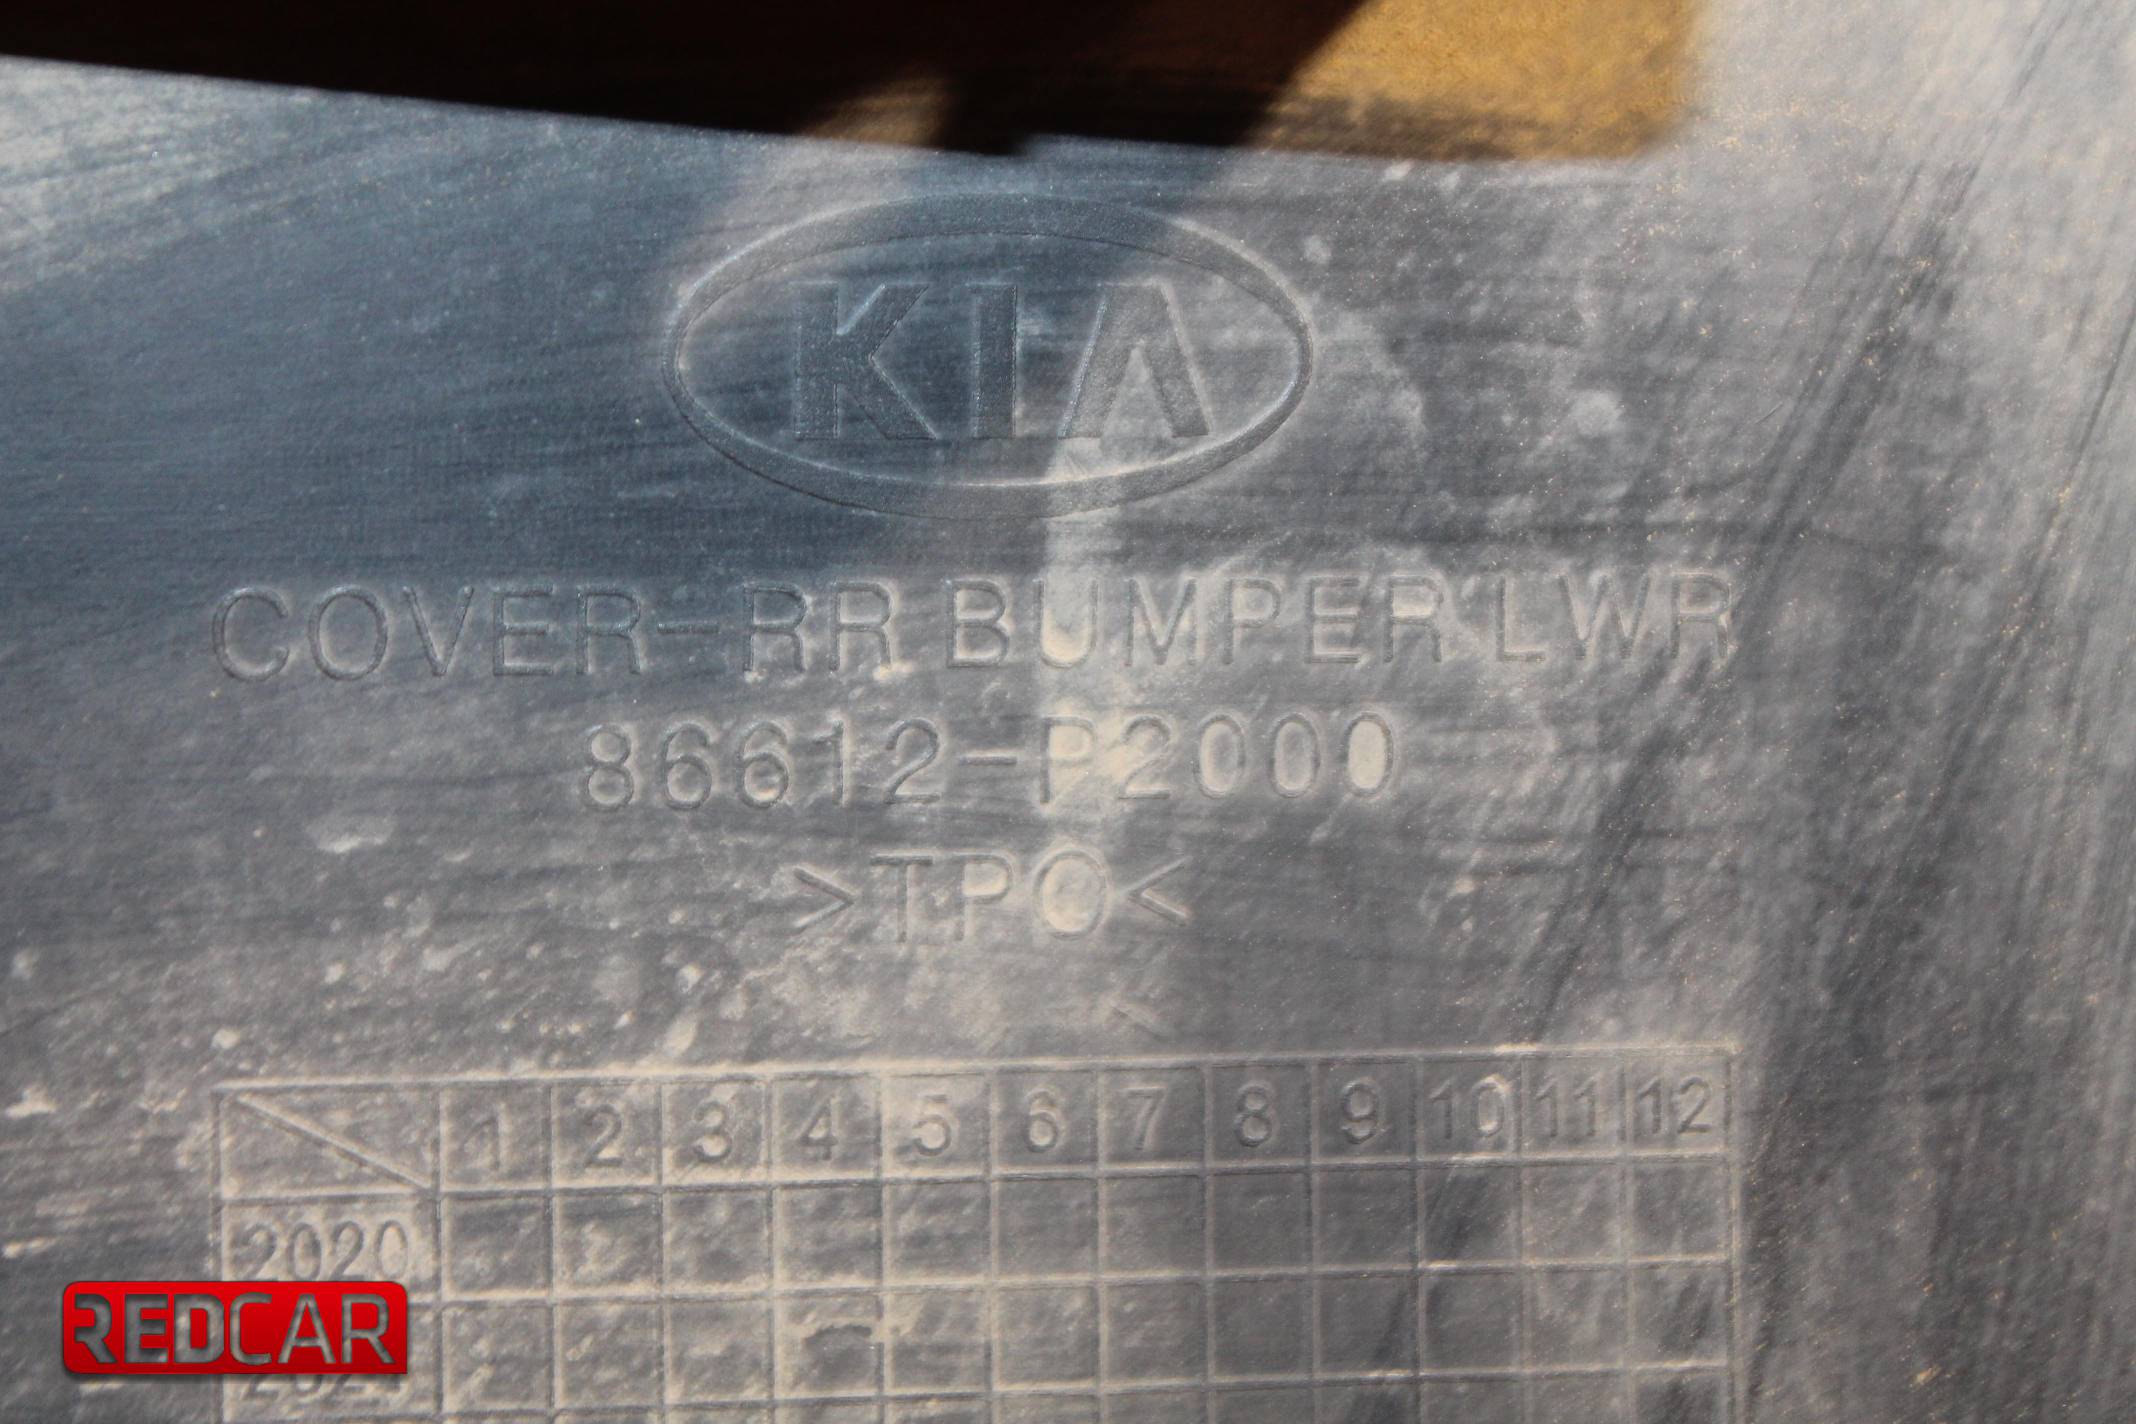 KIA
COVER-RR BUMPER LWR
86612-P2000
>TPO<
1 2 3 4 5 6 7 8 9 10 11 12
2020
REDCAR